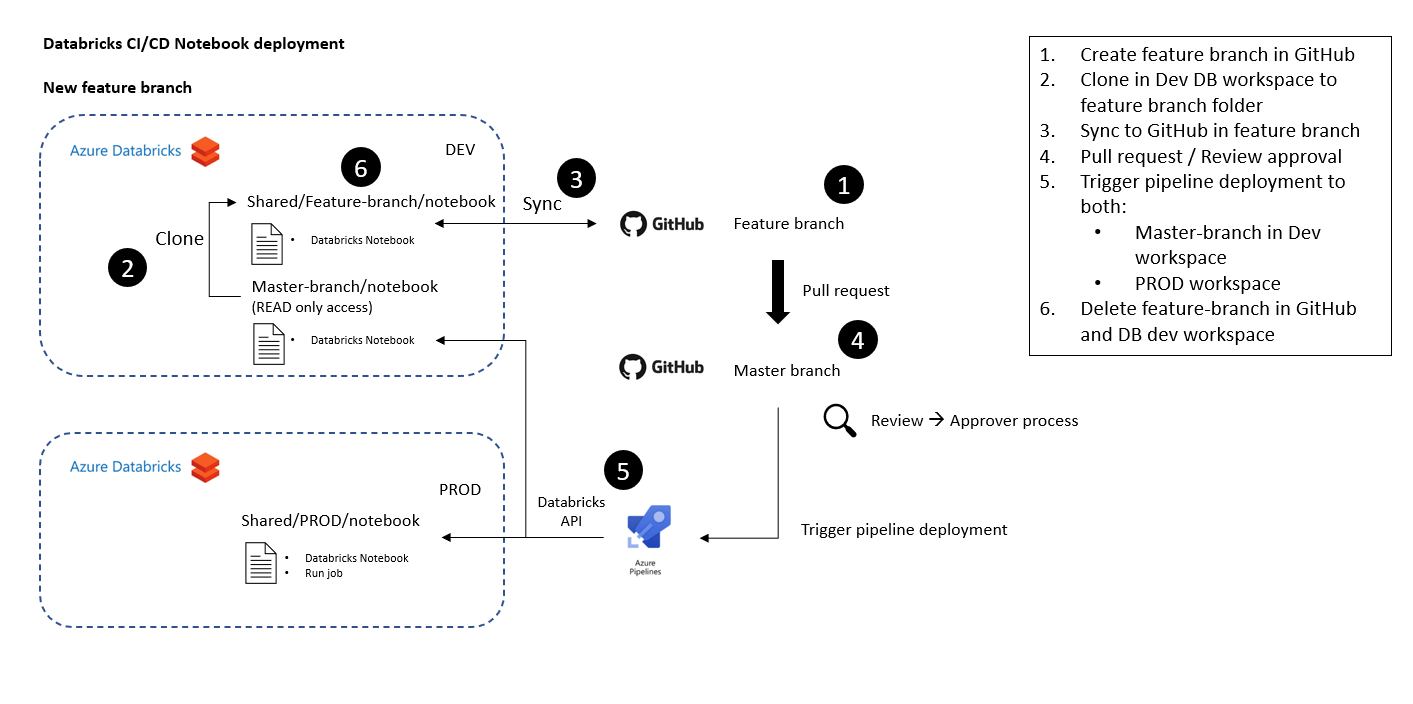 Databricks CI/CD Notebook deployment
New feature branch
Azure Databricks
DEV
6
Shared/Feature-branch/notebook
• Databricks Notebook
Clone
2
Master-branch/notebook
(READ only access)
• Databricks Notebook
3
Sync
1
GitHub
Feature branch
Pull request
4
GitHub
Master branch
Review → Approver process
Azure Databricks
PROD
Shared/PROD/notebook
• Databricks Notebook
• Run job
5
Databricks
API
Azure
Pipelines
Trigger pipeline deployment
1. Create feature branch in GitHub
2. Clone in Dev DB workspace to
feature branch folder
3. Sync to GitHub in feature branch
4. Pull request / Review approval
5. Trigger pipeline deployment to
both:
• Master-branch in Dev
workspace
• PROD workspace
6. Delete feature-branch in GitHub
and DB dev workspace